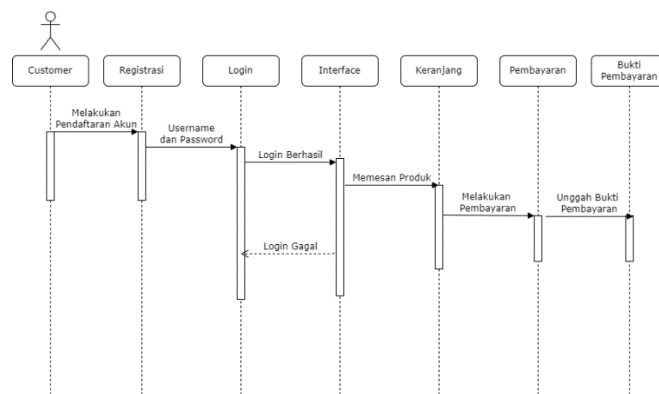 Customer
Registrasi
Login
Interface
Keranjang
Pembayaran
Bukti
Pembayaran
Melakukan
Pendaftaran Akun
Username
dan Password
Login Berhasil
Memesan Produk
Melakukan
Pembayaran
Unggah Bukti
Pembayaran
Login Gagal